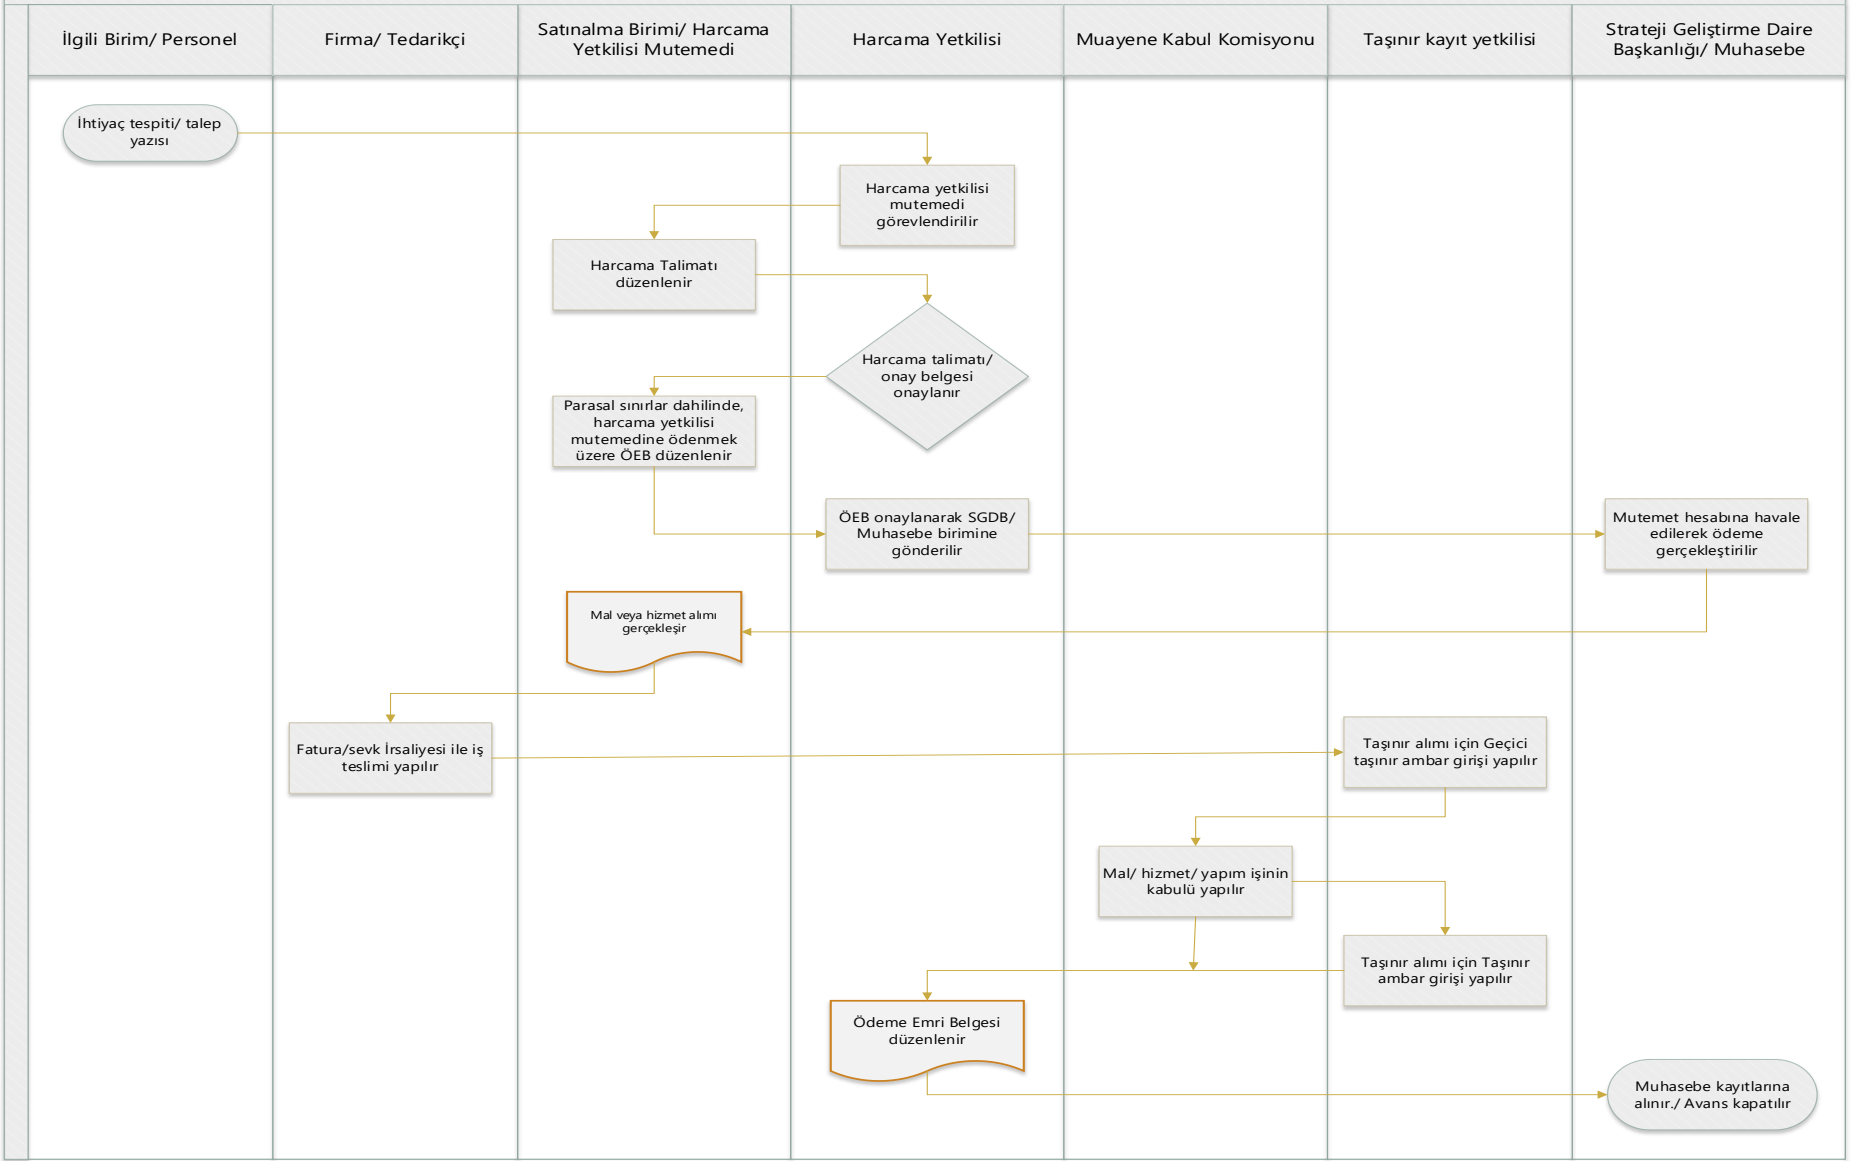 İlgili Birim/ Personel
Firma/ Tedarikçi
Satınalma Birimi/ Harcama
Yetkilisi Mutemedi
Harcama Yetkilisi
Muayene Kabul Komisyonu
Taşınır kayıt yetkilisi
Strateji Geliştirme Daire
Başkanlığı/ Muhasebe
İhtiyaç tespiti/ talep
yazısı
Harcama yetkilisi
mutemedi
görevlendirilir
Harcama Talimatı
düzenlenir
Harcama talimatı/
onay belgesi
onaylanır
Parasal sınırlar dahilinde,
harcama yetkilisi
mutemedine ödenmek
üzere ÖEB düzenlenir
ÖEB onaylanarak SGDB/
Muhasebe birimine
gönderilir
Mutemet hesabına havale
edilerek ödeme
gerçekleştirilir
Mal veya hizmet alımı
gerçekleşir
Fatura/sevk İrsaliyesi ile iş
teslimi yapılır
Taşınır alımı için Geçici
taşınır ambar girişi yapılır
Mal/ hizmet/ yapım işinin
kabulü yapılır
Taşınır alımı için Taşınır
ambar girişi yapılır
Ödeme Emri Belgesi
düzenlenir
Muhasebe kayıtlarına
alınır./ Avans kapatılır